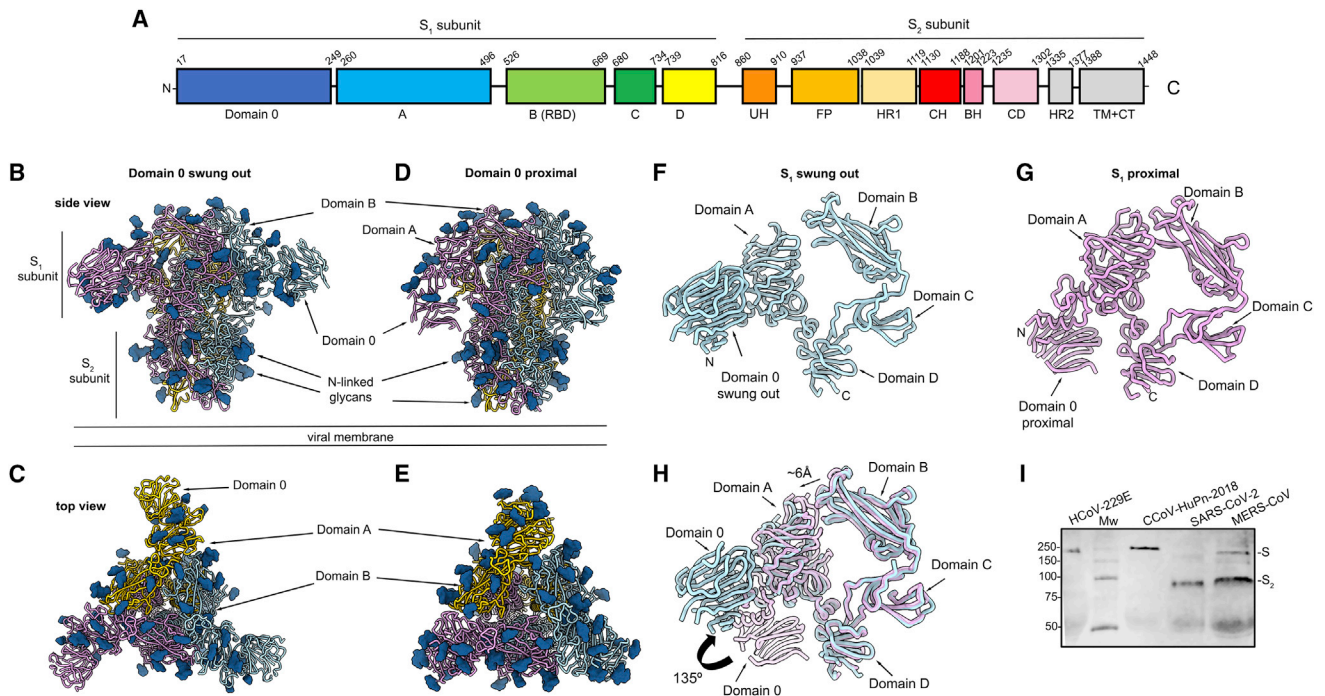 A
S1 subunit
S2 subunit
17 249 260 496 526 669 680 734 739 816 860 910 937 1038 1039 1119 1130 1188 1201 1223 1235 1302 1335 1377 1388 1448
N
C
Domain 0 A B (RBD) C D UH FP HR1 CH BH CD HR2 TM+CT
B
Domain 0 swung out
side view
S1
subunit
S2
subunit
D
Domain 0 proximal
Domain B
Domain A
Domain 0
N-linked
glycans
viral membrane
F
S1 swung out
Domain A
Domain B
Domain C
Domain D
N
C
Domain 0
swung out
G
S1 proximal
Domain B
Domain A
Domain C
Domain D
N
C
Domain 0
proximal
C
top view
Domain 0
Domain A
Domain B
E
H
~6Å
Domain B
Domain A
Domain 0
Domain C
Domain D
135º
Domain 0
I
HCoV-229E
Mw
CCoV-HuPn-2018
SARS-CoV-2
MERS-CoV
250
150
100
75
50
-S
-S2